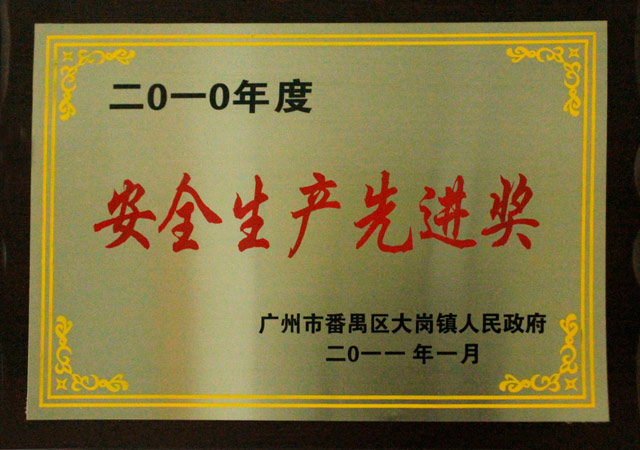 二0一0年度
安全生产先进奖
广州市番禺区大岗镇人民政府
二0一一年一月